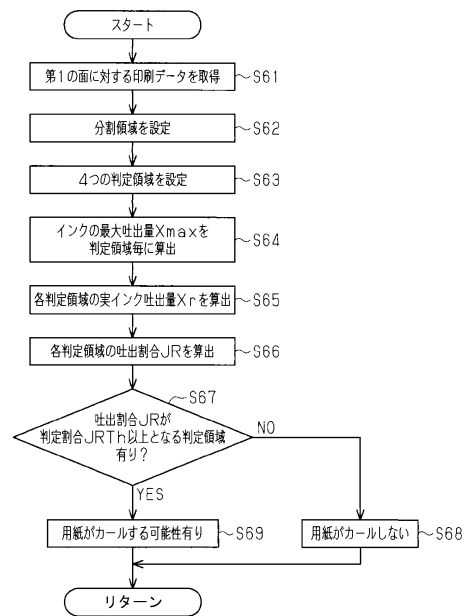 スタート
第1の面に対する印刷データを取得
S61
分割領域を設定
S62
4つの判定領域を設定
S63
インクの最大吐出量Xmaxを
判定領域毎に算出
S64
各判定領域の実インク吐出量Xrを算出
S65
各判定領域の吐出割合JRを算出
S66
S67
吐出割合JRが
判定割合JRTh以上となる判定領域
有り?
NO
YES
用紙がカールする可能性有り
S69
用紙がカールしない
S68
リターン